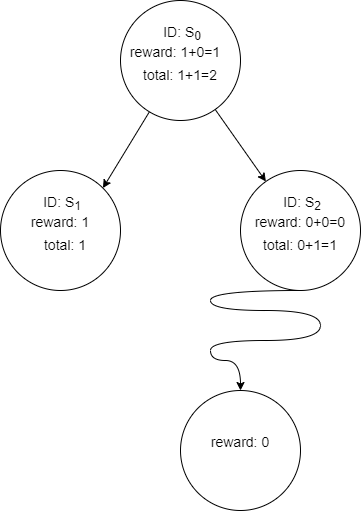 ID: S₀
reward: 1+0=1
total: 1+1=2
ID: S₁
reward: 1
total: 1
ID: S₂
reward: 0+0=0
total: 0+1=1
reward: 0